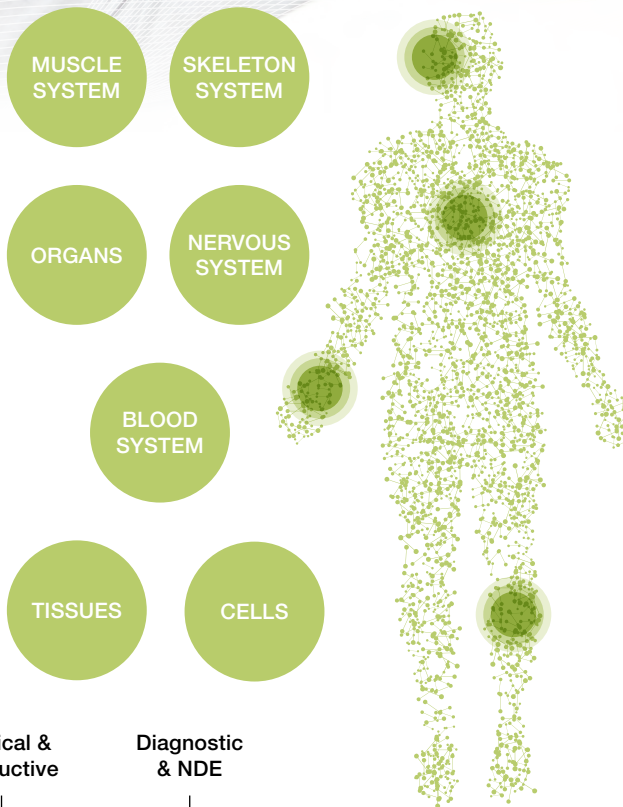 MUSCLE
SYSTEM
SKELETON
SYSTEM
ORGANS
NERVOUS
SYSTEM
BLOOD
SYSTEM
TISSUES
CELLS
Diagnostic
& NDE